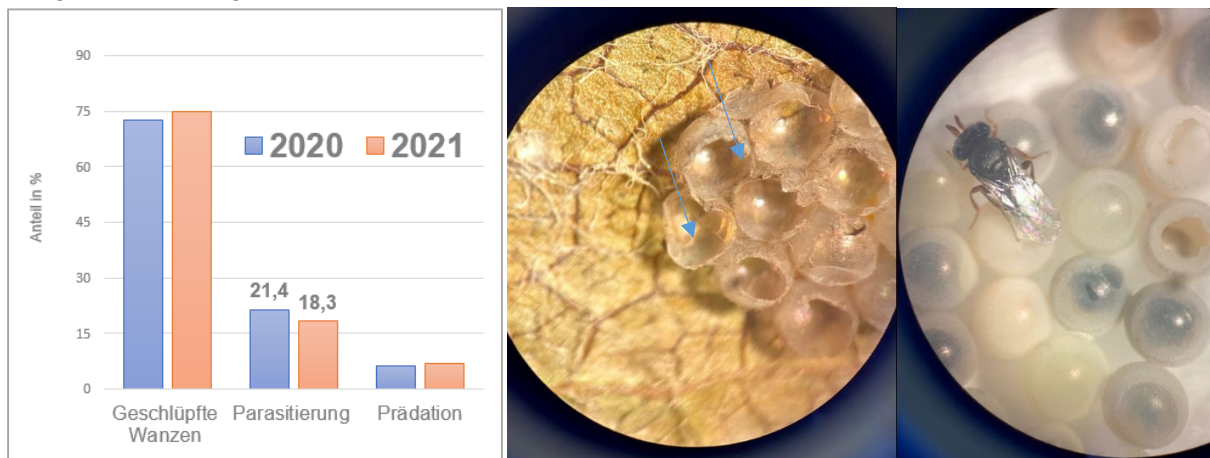 90
75
60
45
30
15
0
Anteil in %
2020 2021
21,4
18,3
Geschlüpfte
Wanzen
Parasitierung
Prädation